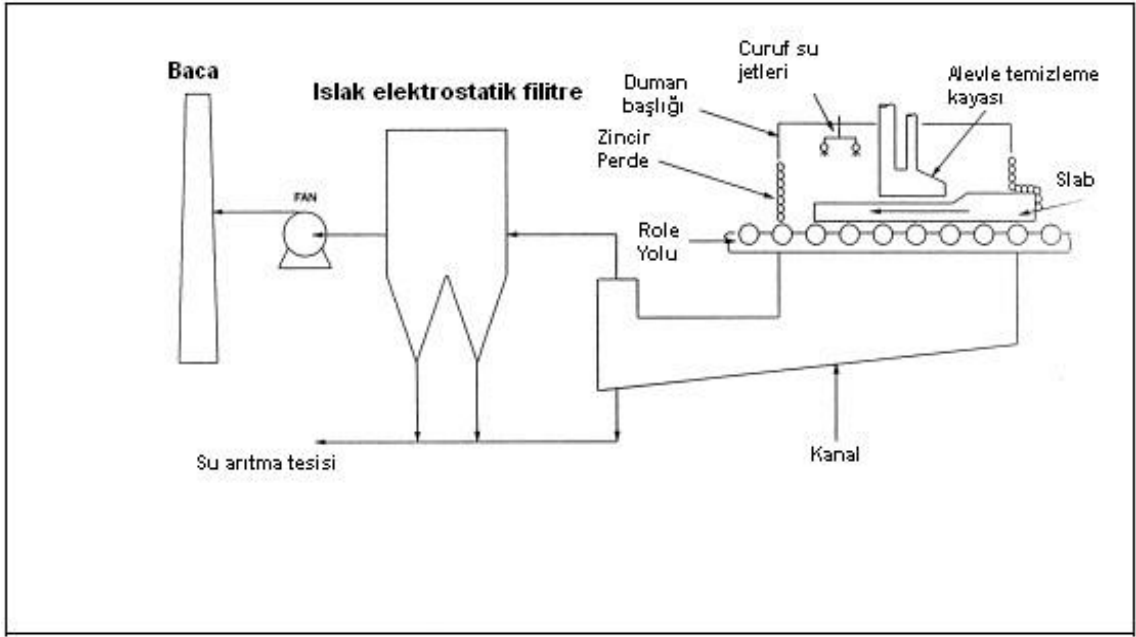 Baca
Islak elektrostatik filitre
FAN
Su arıtma tesisi
Curuf su
jetleri
Duman
başlığı
Zincir
Perde
Alevle temizleme
kayası
Slab
Role
Yolu
Kanal